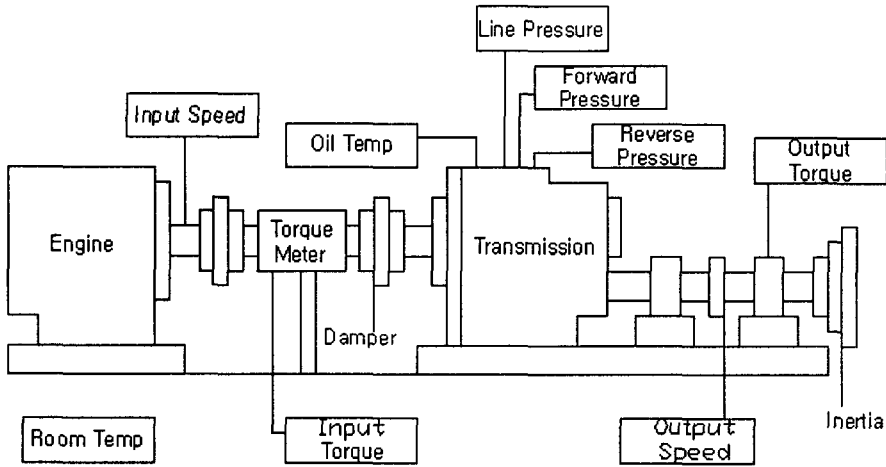 Line Pressure
Forward
Pressure
Input Speed
Oil Temp
Reverse
Pressure
Output
Torque
Engine
Torque
Meter
Transmission
Damper
Inertia
Room Temp
Input
Torque
Output
Speed